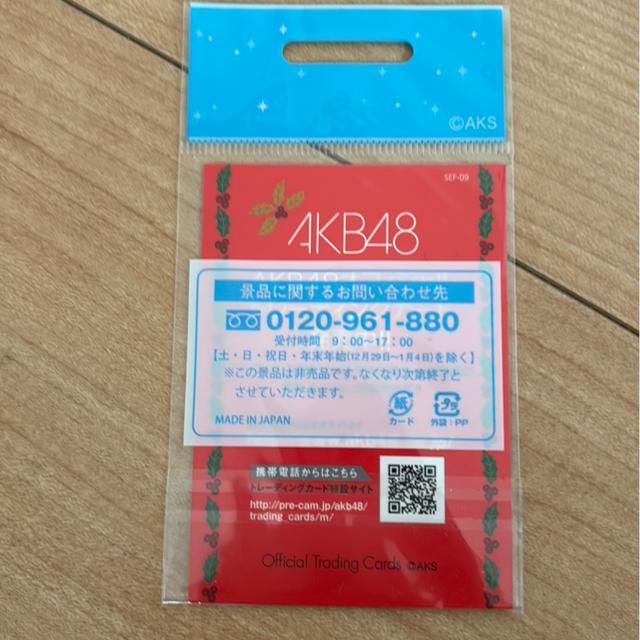 ©AKS
SEF-09
AKB48
景品に関するお問い合わせ先
0120-961-880
受付時間 9:00~17:00
【土・日・祝日・年末年始(12月29日~1月4日)を除く】
※この景品は非売品です。なくなり次第終了と
させていただきます。
MADE IN JAPAN
紙
カード
プラ
外袋:PP
携帯電話からはこちら
トレーディングカード特設サイト
http://pre-cam.jp/akb48/
trading_cards/m/
Official Trading Cards ©AKS